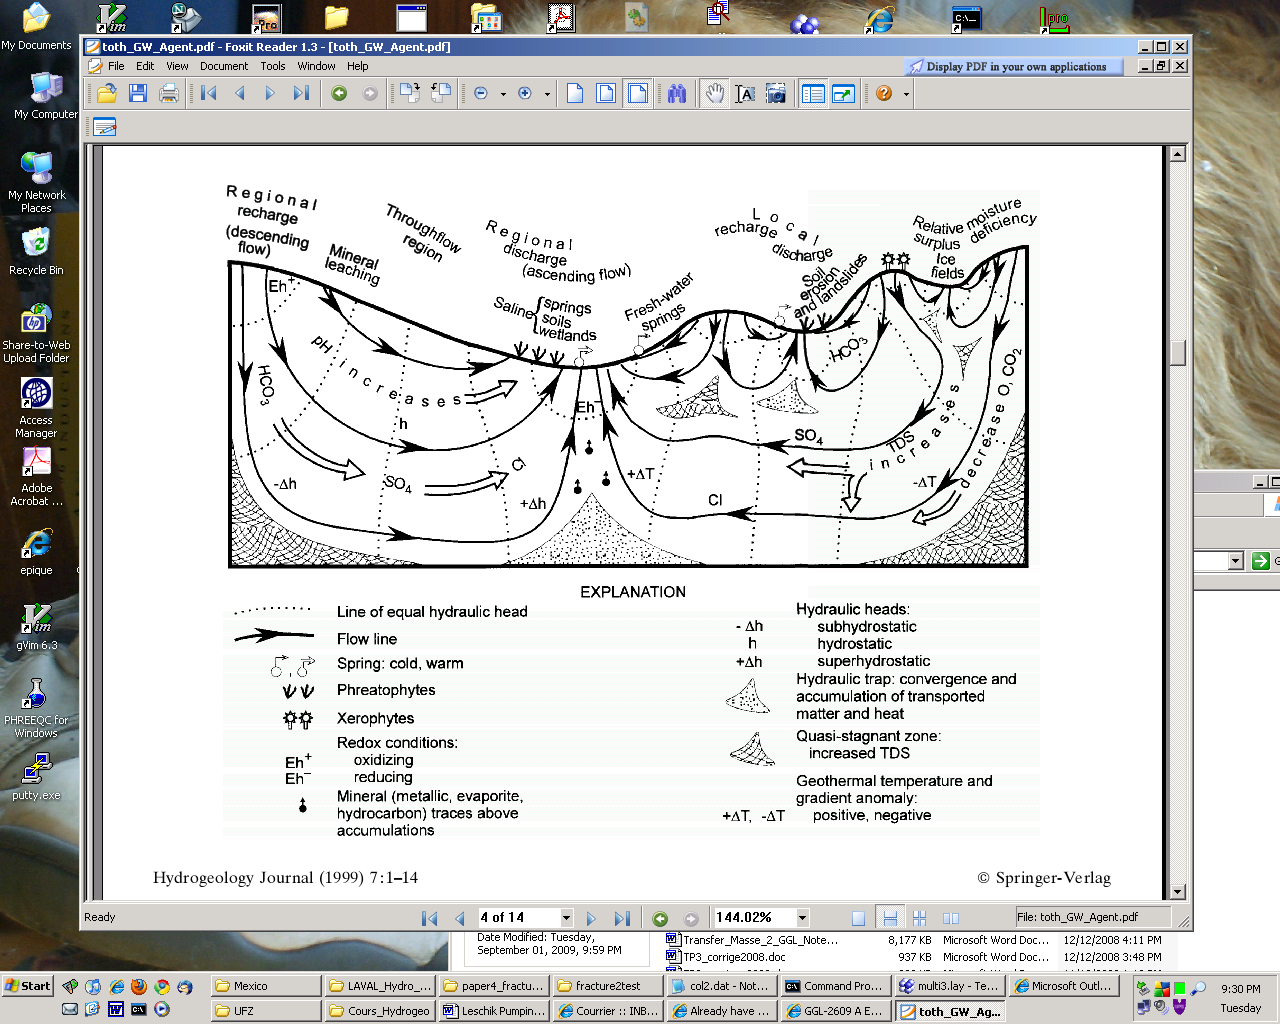 My Documents
My Computer
My Network Places
Recycle Bin
Share-to-Web Upload Folder
Access Manager
Adobe Acrobat ...
epique
gVim 6.3
PHREEQC for Windows
putty.exe
toth_GW_Agent.pdf - Foxit Reader 1.3 - [toth_GW_Agent.pdf]
File Edit View Document Tools Window Help
Display PDF in your own applications
Regional
recharge
(descending
flow)
Mineral
leaching
Throughflow
region
Regional
discharge
(ascending flow)
Saline
springs
soils
wetlands
Fresh-water
springs
Local
recharge
discharge
Soil
erosion
and landslides
Relative moisture
surplus deficiency
Ice
fields
Eh+
pH increases
HCO3
h
-Δh
SO4
Cl
+Δh
Eh−
+ΔT
HCO3
SO4
TDS
increases
Cl
-ΔT
decrease O, CO2
EXPLANATION
Line of equal hydraulic head
Flow line
Spring: cold, warm
Phreatophytes
Xerophytes
Redox conditions:
Eh+ oxidizing
Eh− reducing
Mineral (metallic, evaporite,
hydrocarbon) traces above
accumulations
Hydraulic heads:
- Δh subhydrostatic
h hydrostatic
+Δh superhydrostatic
Hydraulic trap: convergence and
accumulation of transported
matter and heat
Quasi-stagnant zone:
increased TDS
Geothermal temperature and
gradient anomaly:
+ΔT, -ΔT positive, negative
Hydrogeology Journal (1999) 7:1–14
© Springer-Verlag
Ready
4 of 14
144.02%
File: toth_GW_Agent.pdf
Date Modified: Tuesday,
September 01, 2009, 9:59 PM
Transfer_Masse_2_GGL_Note... 8,177 KB Microsoft Word Doc... 12/12/2008 4:11 PM
TP3_corrige2008.doc 937 KB Microsoft Word Doc... 12/12/2008 3:48 PM
Start
Mexico
LAVAL_Hydro_...
paper4_fractu...
fracture2test
col2.dat - Not...
Command Pro...
multi3.lay - Te...
Microsoft Outl...
9:30 PM
UFZ
Cours_Hydrogeo
Leschik Pumpin...
Courrier :: INB...
Already have ...
GGL-2609 A E...
toth_GW_Ag...
Tuesday